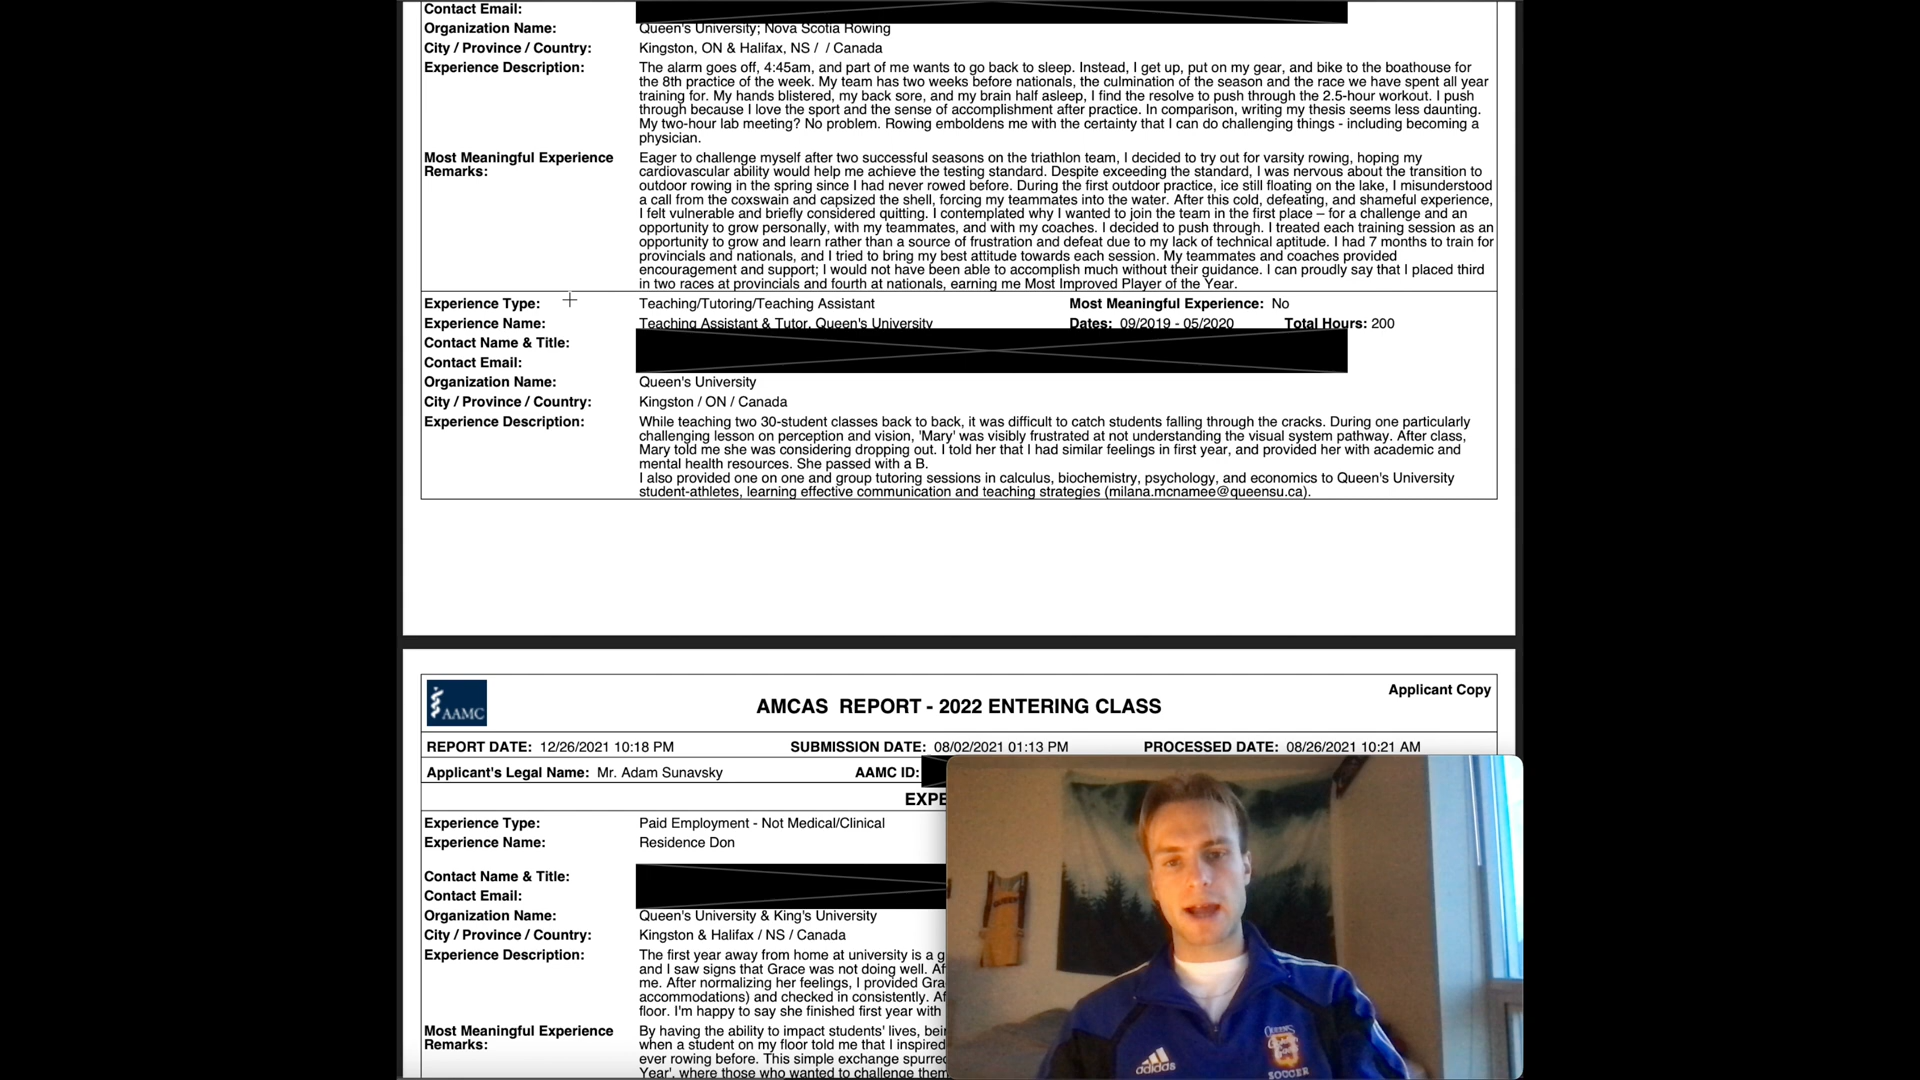 Contact Email:
Organization Name: Queen's University; Nova Scotia Rowing
City / Province / Country: Kingston, ON & Halifax, NS / / Canada
Experience Description: The alarm goes off, 4:45am, and part of me wants to go back to sleep. Instead, I get up, put on my gear, and bike to the boathouse for
the 8th practice of the week. My team has two weeks before nationals, the culmination of the season and the race we have spent all year
training for. My hands blistered, my back sore, and my brain half asleep, I find the resolve to push through the 2.5-hour workout. I push
through because I love the sport and the sense of accomplishment after practice. In comparison, writing my thesis seems less daunting.
My two-hour lab meeting? No problem. Rowing emboldens me with the certainty that I can do challenging things - including becoming a
physician.
Most Meaningful Experience Remarks: Eager to challenge myself after two successful seasons on the triathlon team, I decided to try out for varsity rowing, hoping my
cardiovascular ability would help me achieve the testing standard. Despite exceeding the standard, I was nervous about the transition to
outdoor rowing in the spring since I had never rowed before. During the first outdoor practice, ice still floating on the lake, I misunderstood
a call from the coxswain and capsized the shell, forcing my teammates into the water. After this cold, defeating, and shameful experience,
I felt vulnerable and briefly considered quitting. I contemplated why I wanted to join the team in the first place – for a challenge and an
opportunity to grow personally, with my teammates, and with my coaches. I decided to push through. I treated each training session as an
opportunity to grow and learn rather than a source of frustration and defeat due to my lack of technical aptitude. I had 7 months to train for
provincials and nationals, and I tried to bring my best attitude towards each session. My teammates and coaches provided
encouragement and support; I would not have been able to accomplish much without their guidance. I can proudly say that I placed third
in two races at provincials and fourth at nationals, earning me Most Improved Player of the Year.
Experience Type: Teaching/Tutoring/Teaching Assistant Most Meaningful Experience: No
Experience Name: Teaching Assistant & Tutor, Queen's University Dates: 09/2019 - 05/2020 Total Hours: 200
Contact Name & Title:
Contact Email:
Organization Name: Queen's University
City / Province / Country: Kingston / ON / Canada
Experience Description: While teaching two 30-student classes back to back, it was difficult to catch students falling through the cracks. During one particularly
challenging lesson on perception and vision, 'Mary' was visibly frustrated at not understanding the visual system pathway. After class,
Mary told me she was considering dropping out. I told her that I had similar feelings in first year, and provided her with academic and
mental health resources. She passed with a B.
I also provided one on one and group tutoring sessions in calculus, biochemistry, psychology, and economics to Queen's University
student-athletes, learning effective communication and teaching strategies (milana.mcnamee@queensu.ca).
AAMC
AMCAS REPORT - 2022 ENTERING CLASS
Applicant Copy
REPORT DATE: 12/26/2021 10:18 PM SUBMISSION DATE: 08/02/2021 01:13 PM PROCESSED DATE: 08/26/2021 10:21 AM
Applicant's Legal Name: Mr. Adam Sunavsky AAMC ID:
EXPE
Experience Type: Paid Employment - Not Medical/Clinical
Experience Name: Residence Don
Contact Name & Title:
Contact Email:
Organization Name: Queen's University & King's University
City / Province / Country: Kingston & Halifax / NS / Canada
Experience Description: The first year away from home at university is a g
and I saw signs that Grace was not doing well. Af
me. After normalizing her feelings, I provided Gra
accommodations) and checked in consistently. Af
floor. I'm happy to say she finished first year with
Most Meaningful Experience Remarks: By having the ability to impact students' lives, bei
when a student on my floor told me that I inspired
ever rowing before. This simple exchange spurred
Year', where those who wanted to challenge them
adidas
QUEEN'S
SOCCER